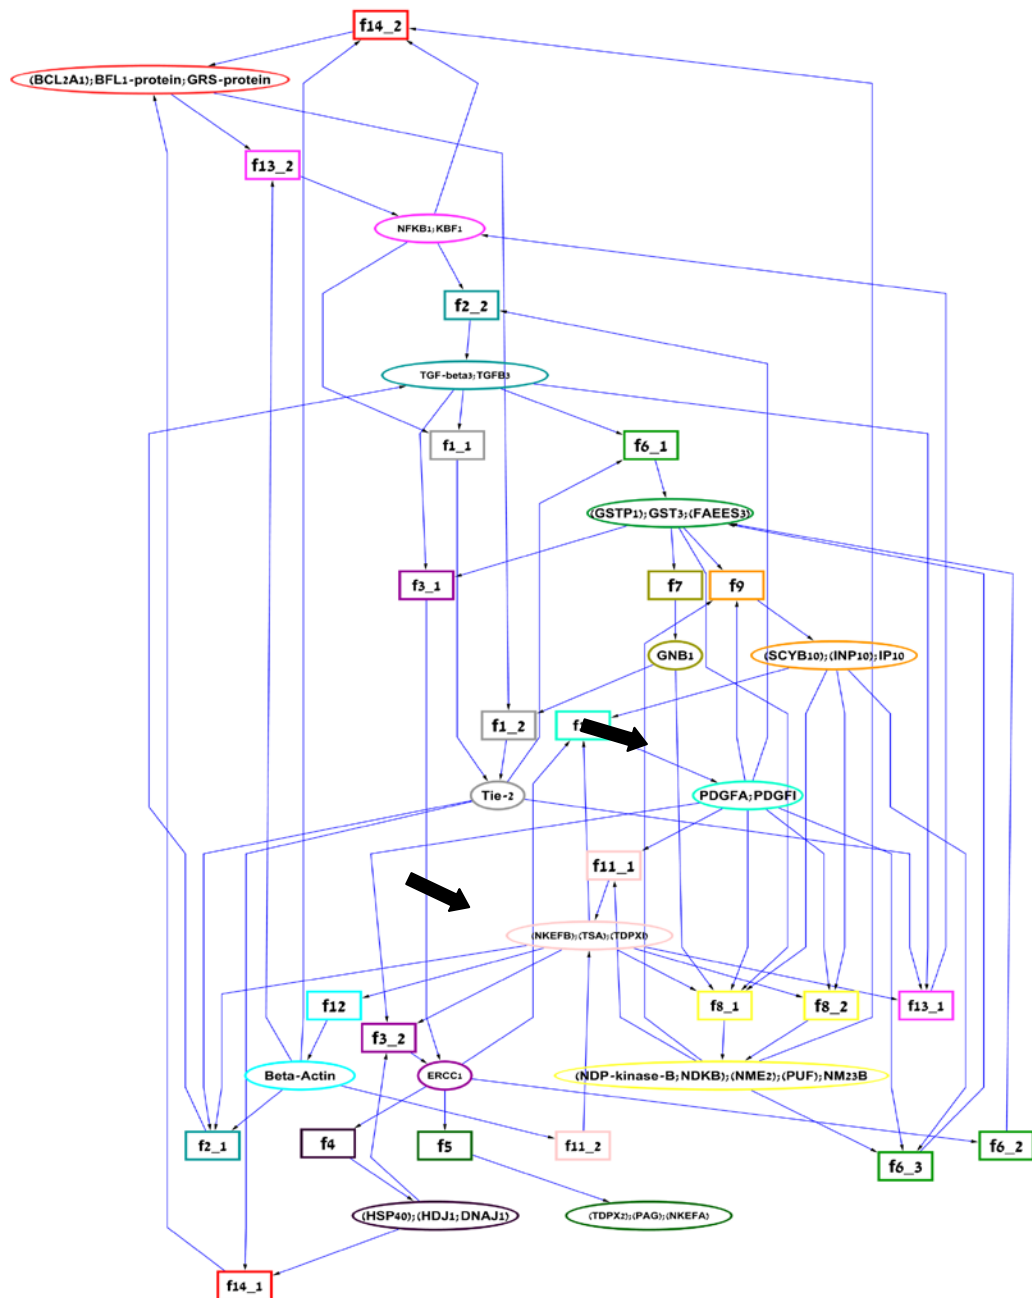 f14_2
(BCL2A1);BFL1-protein;GRS-protein
f13_2
NFKB1;KBF1
f2_2
TGF-beta3;TGFB3
f1_1
f6_1
(GSTP1);GST3;(FAEES3)
f3_1
f7
f9
GNB1
(SCYB10);(INP10);IP10
f1_2
Tie-2
PDGFA;PDGFI
f11_1
(NKEFB);(TSA);(TDPXI)
f12
f8_1
f8_2
f13_1
f3_2
Beta-Actin
ERCC1
(NDP-kinase-B;NDKB);(NME2);(PUF);NM23B
f2_1
f4
f5
f11_2
f6_3
f6_2
(HSP40);(HDJ1;DNAJ1)
(TDPX2);(PAG);(NKEFA)
f14_1